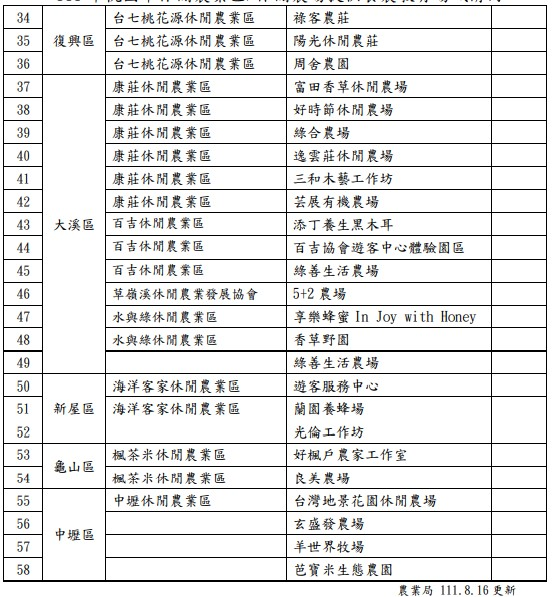 34 台七桃花源休閒農業區 祿客農莊
35 復興區 台七桃花源休閒農業區 陽光休閒農莊
36 台七桃花源休閒農業區 周舍農園
37 康莊休閒農業區 富田香草休閒農場
38 康莊休閒農業區 好時節休閒農場
39 康莊休閒農業區 綠合農場
40 康莊休閒農業區 逸雲莊休閒農場
41 康莊休閒農業區 三和木藝工作坊
42 康莊休閒農業區 芸展有機農場
43 大溪區 百吉休閒農業區 添丁養生黑木耳
44 百吉休閒農業區 百吉協會遊客中心體驗園區
45 百吉休閒農業區 綠善生活農場
46 草嶺溪休閒農業發展協會 5+2 農場
47 水與綠休閒農業區 享樂蜂蜜 In Joy with Honey
48 水與綠休閒農業區 香草野園
49 綠善生活農場
50 海洋客家休閒農業區 遊客服務中心
51 新屋區 海洋客家休閒農業區 蘭園養蜂場
52 光倫工作坊
53 龜山區 楓茶米休閒農業區 好楓戶農家工作室
54 楓茶米休閒農業區 良美農場
55 中壢休閒農業區 台灣地景花園休閒農場
56 中壢區 玄盛發農場
57 羊世界牧場
58 芭寶米生態農園
農業局 111.8.16 更新